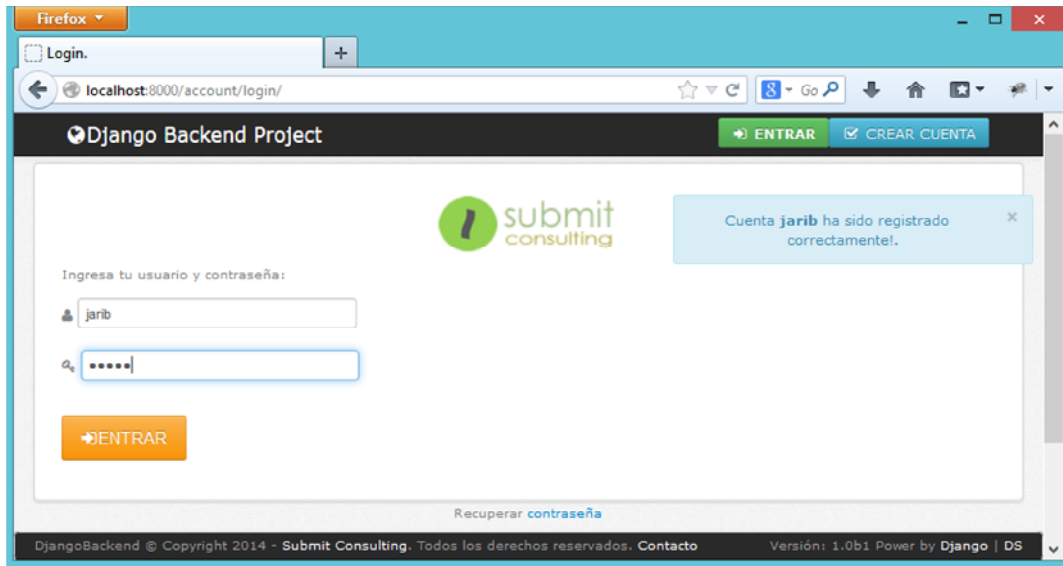 Firefox
Login.
localhost:8000/account/login/
8 Go
Django Backend Project
ENTRAR
CREAR CUENTA
submit
consulting
Cuenta jarib ha sido registrado
correctamente!.
×
Ingresa tu usuario y contraseña:
jarib
•••••
ENTRAR
Recuperar contraseña
DjangoBackend © Copyright 2014 - Submit Consulting. Todos los derechos reservados. Contacto
Versión: 1.0b1 Power by Django | DS